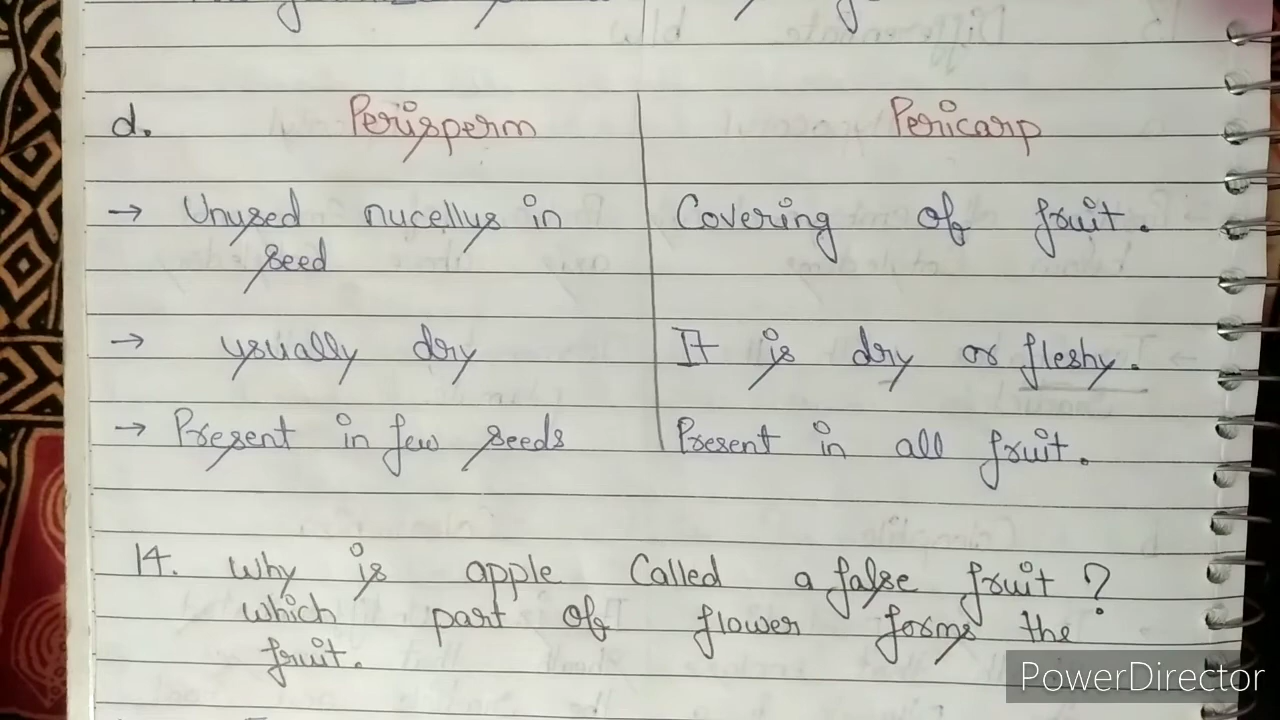 d. Perisperm Pericarp
→ Unused nucellus in Covering of fruit.
seed
→ usually dry It is dry or fleshy.
→ Present in few seeds Present in all fruit.
14. Why is apple called a false fruit ?
which part of flower forms the
fruit.
PowerDirector